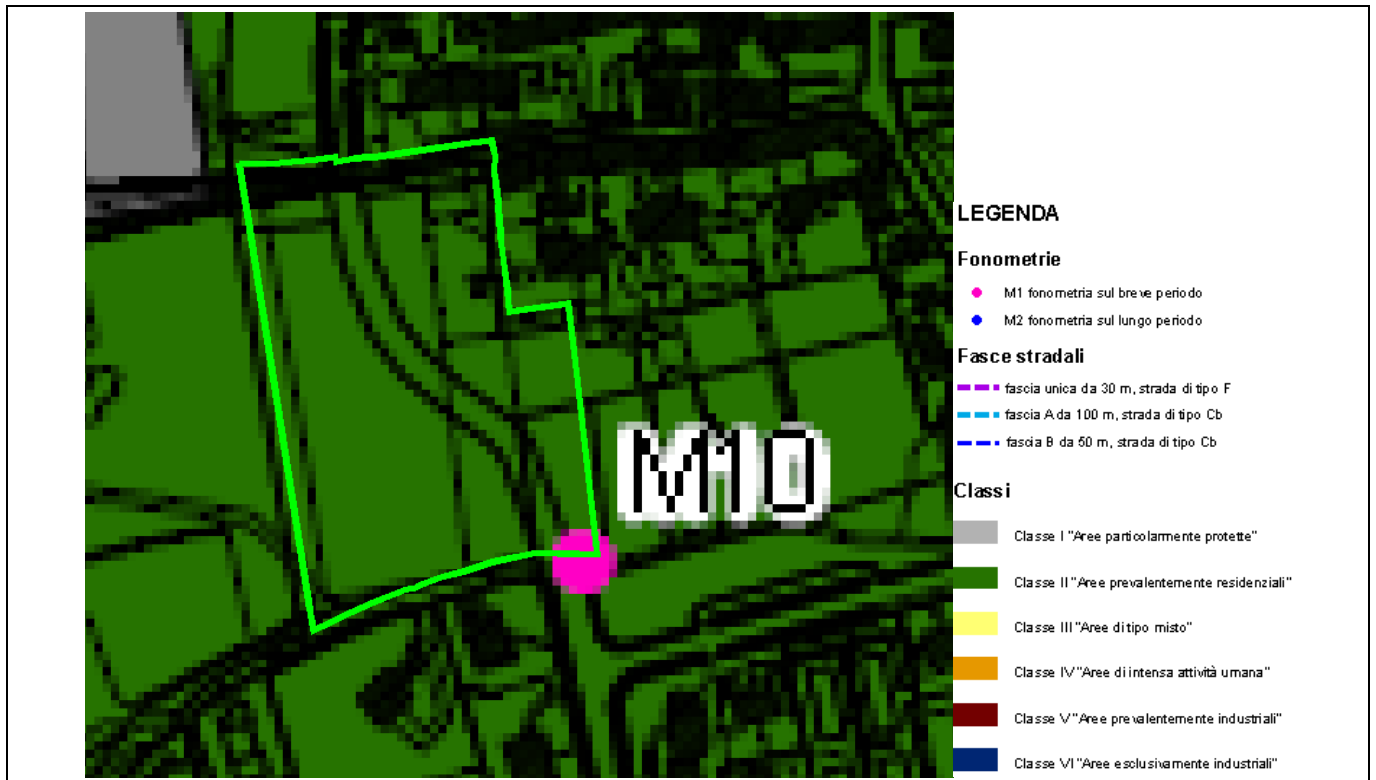 M10
LEGENDA
Fonometrie
M1 fonometria sul breve periodo
M2 fonometria sul lungo periodo
Fasce stradali
fascia unica da 30 m, strada di tipo F
fascia A da 100 m, strada di tipo Cb
fascia B da 50 m, strada di tipo Cb
Classi
Classe I "Aree particolarmente protette"
Classe II "Aree prevalentemente residenziali"
Classe III "Aree di tipo misto"
Classe IV "Aree di intensa attività umana"
Classe V "Aree prevalentemente industriali"
Classe VI "Aree esclusivamente industriali"